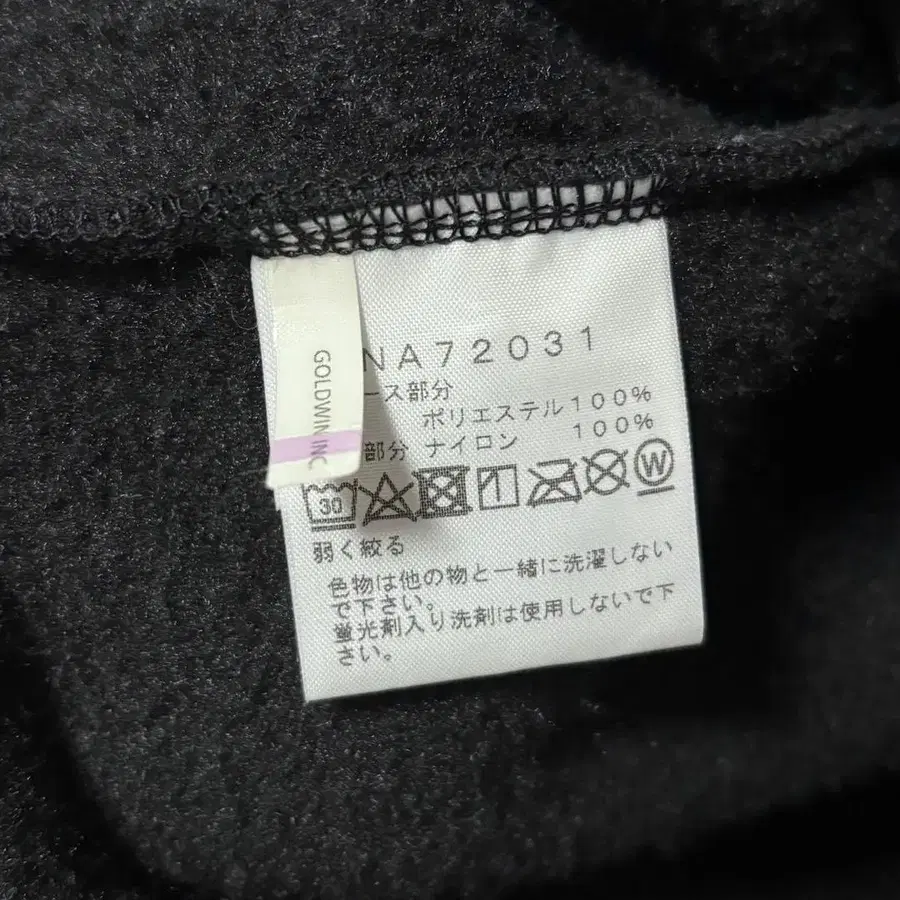 GOLDWIN INC
NA72031
ース部分
ポリエステル100%
部分 ナイロン 100%
30 W
弱く絞る
色物は他の物と一緒に洗濯しない
で下さい。
蛍光剤入り洗剤は使用しないで下
さい。